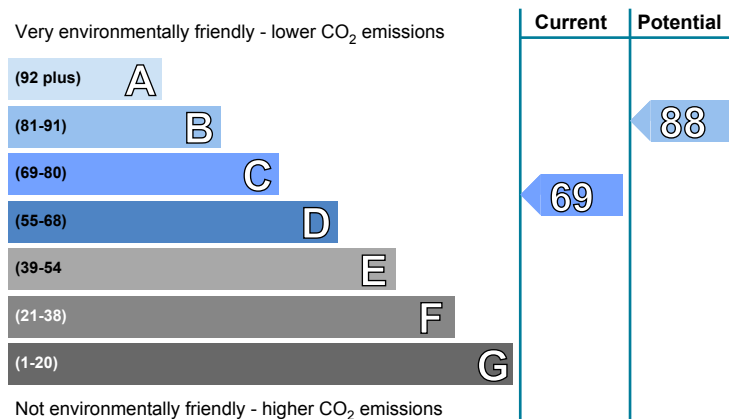 Very environmentally friendly - lower CO2 emissions
Current
Potential
(92 plus) A
(81-91) B
88
(69-80) C
69
(55-68) D
(39-54 E
(21-38) F
(1-20) G
Not environmentally friendly - higher CO2 emissions